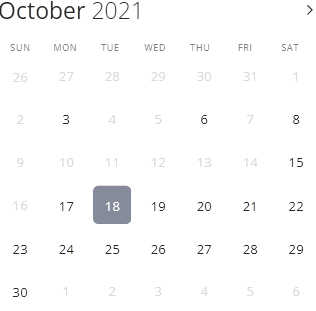 October 2021
SUN MON TUE WED THU FRI SAT
26 27 28 29 30 31 1
2 3 4 5 6 7 8
9 10 11 12 13 14 15
16 17 18 19 20 21 22
23 24 25 26 27 28 29
30 1 2 3 4 5 6